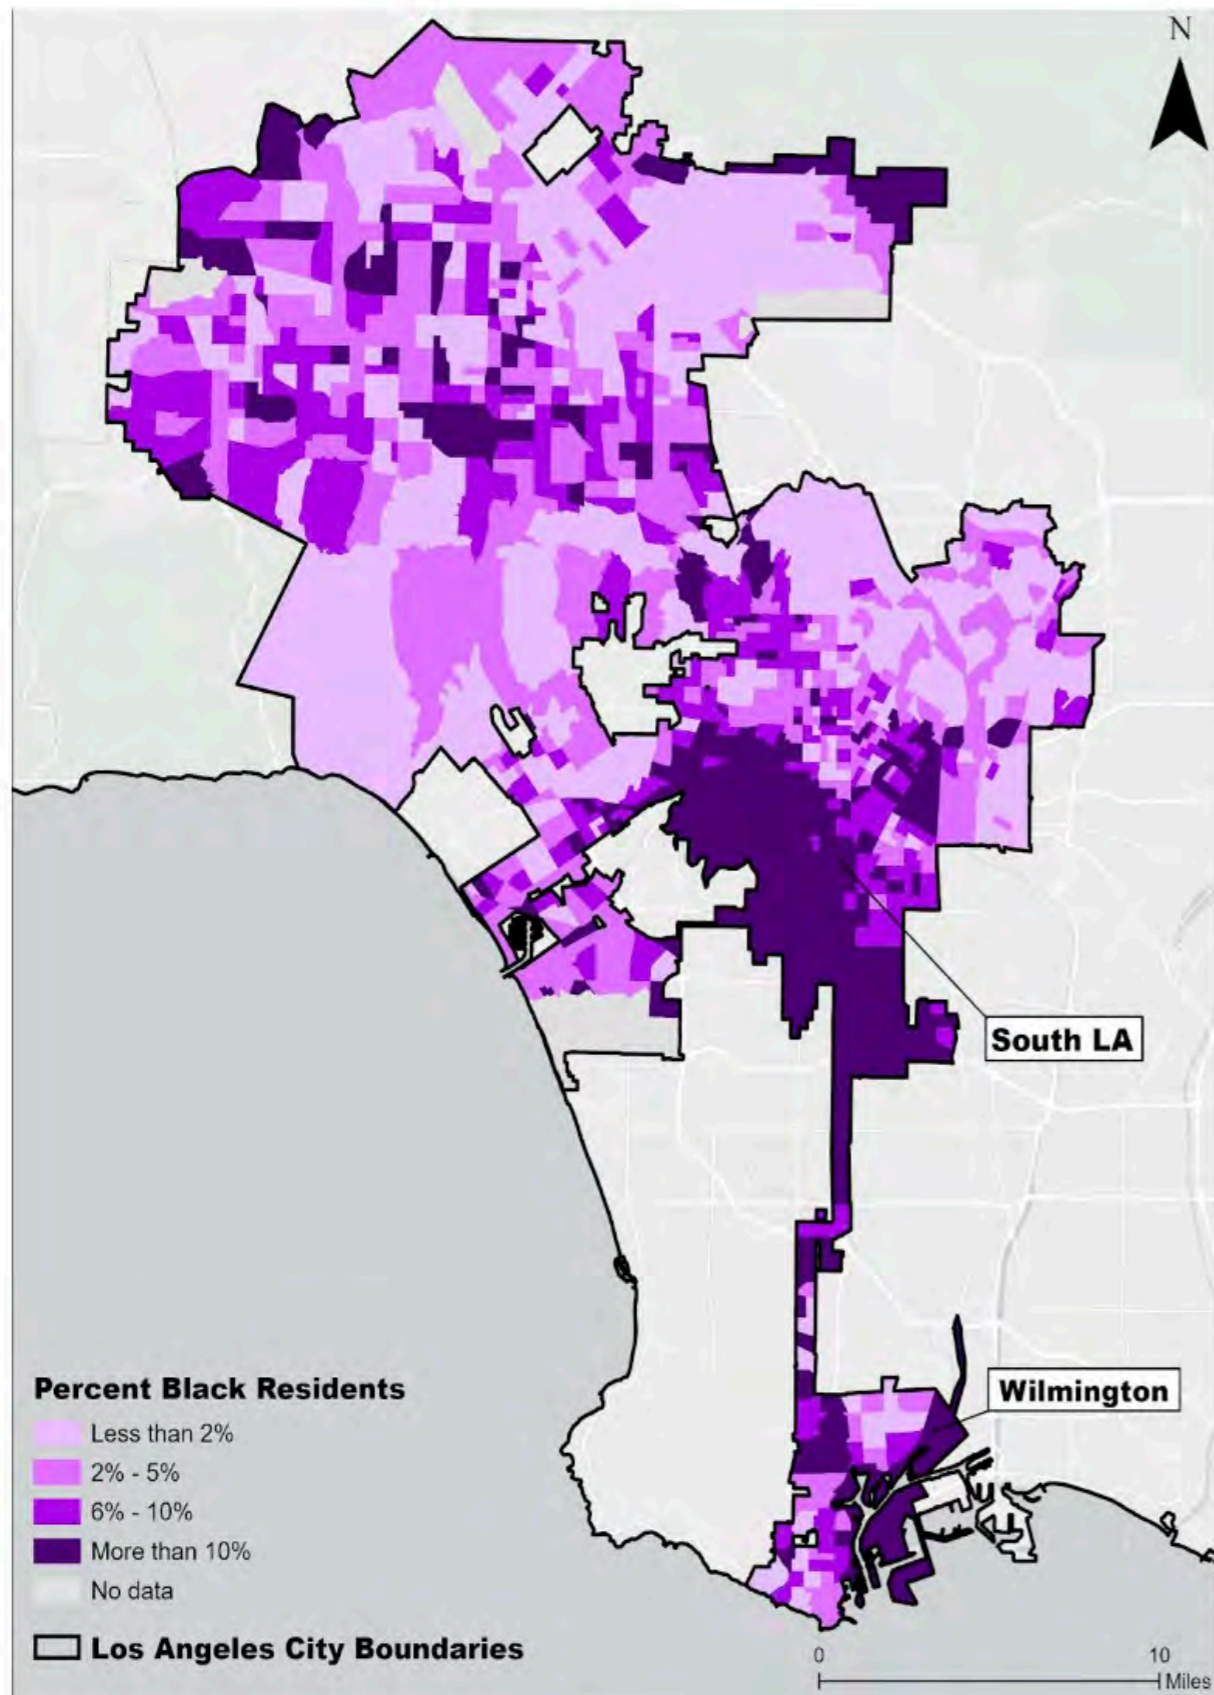 N
South LA
Wilmington
Percent Black Residents
Less than 2%
2% - 5%
6% - 10%
More than 10%
No data
Los Angeles City Boundaries
0 10
Miles